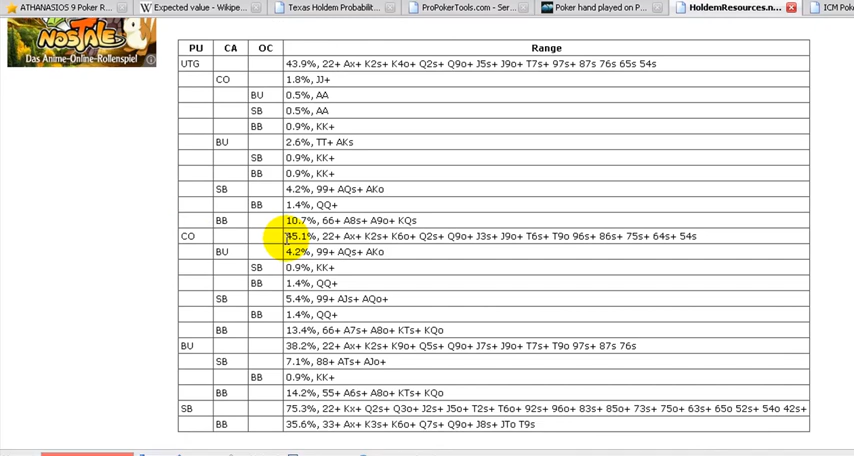 ATHANASIOS 9 Poker R... Expected value - Wikipe... Texas Holdem Probabilit... ProPokerTools.com - Ser... Poker hand played on P... HoldemResources.n... ICM Pok
NOSTALE
Das Anime-Online-Rollenspiel
PU CA OC Range
UTG 43.9%, 22+ Ax+ K2s+ K4o+ Q2s+ Q9o+ J5s+ J9o+ T7s+ 97s+ 87s 76s 65s 54s
CO 1.8%, JJ+
BU 0.5%, AA
SB 0.5%, AA
BB 0.9%, KK+
BU 2.6%, TT+ AKs
SB 0.9%, KK+
BB 0.9%, KK+
SB 4.2%, 99+ AQs+ AKo
BB 1.4%, QQ+
BB 10.7%, 66+ A8s+ A9o+ KQs
CO 45.1%, 22+ Ax+ K2s+ K6o+ Q2s+ Q9o+ J3s+ J9o+ T6s+ T9o 96s+ 86s+ 75s+ 64s+ 54s
BU 4.2%, 99+ AQs+ AKo
SB 0.9%, KK+
BB 1.4%, QQ+
SB 5.4%, 99+ AJs+ AQo+
BB 1.4%, QQ+
BB 13.4%, 66+ A7s+ A8o+ KTs+ KQo
BU 38.2%, 22+ Ax+ K2s+ K9o+ Q5s+ Q9o+ J7s+ J9o+ T7s+ T9o 97s+ 87s 76s
SB 7.1%, 88+ ATs+ AJo+
BB 0.9%, KK+
BB 14.2%, 55+ A6s+ A8o+ KTs+ KQo
SB 75.3%, 22+ Kx+ Q2s+ Q3o+ J2s+ J5o+ T2s+ T6o+ 92s+ 96o+ 83s+ 85o+ 73s+ 75o+ 63s+ 65o 52s+ 54o 42s+
BB 35.6%, 33+ Ax+ K3s+ K6o+ Q7s+ Q9o+ J8s+ JTo T9s